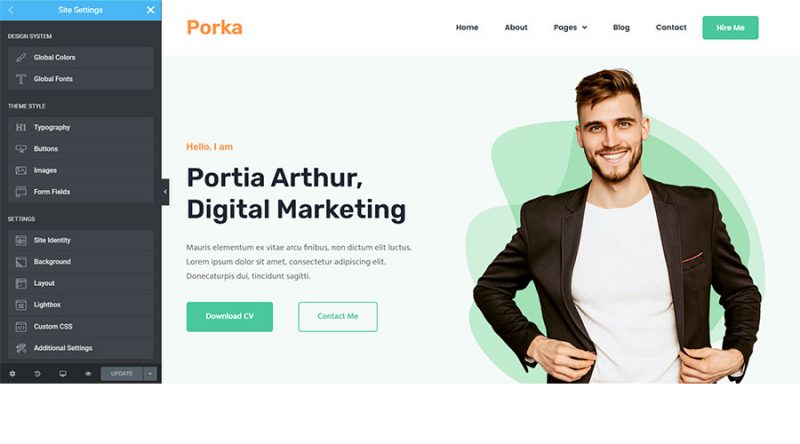 Site Settings
DESIGN SYSTEM
Global Colors
Global Fonts
THEME STYLE
H1 Typography
Buttons
Images
Form Fields
SETTINGS
Site Identity
Background
Layout
Lightbox
Custom CSS
Additional Settings
UPDATE
Porka
Home About Pages Blog Contact Hire Me
Hello, I am
Portia Arthur,
Digital Marketing
Mauris elementum ex vitae arcu finibus, non dictum elit luctus.
Lorem ipsum dolor sit amet, consectetur adipiscing elit.
Donecaturpis dui, tincidunt sagitti.
Download CV Contact Me